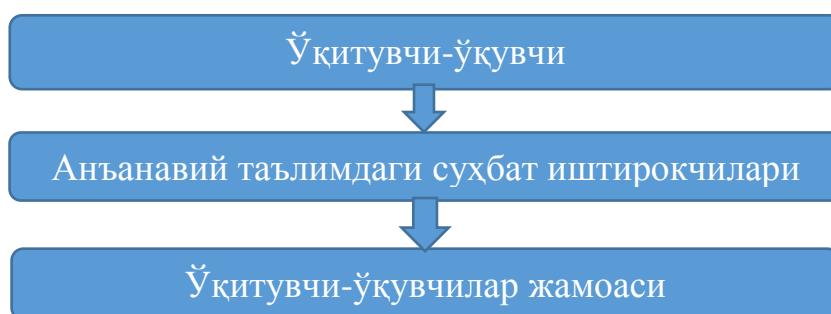 Ўқитувчи-ўқувчи
Анъанавий таълимдаги суҳбат иштирокчилари
Ўқитувчи-ўқувчилар жамоаси